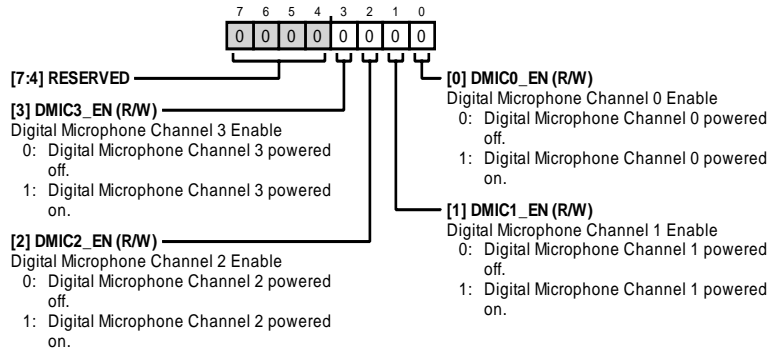 7 6 5 4 3 2 1 0
0 0 0 0 0 0 0 0
[7:4] RESERVED
[3] DMIC3_EN (R/W)
Digital Microphone Channel 3 Enable
0: Digital Microphone Channel 3 powered
off.
1: Digital Microphone Channel 3 powered
on.
[2] DMIC2_EN (R/W)
Digital Microphone Channel 2 Enable
0: Digital Microphone Channel 2 powered
off.
1: Digital Microphone Channel 2 powered
on.
[0] DMIC0_EN (R/W)
Digital Microphone Channel 0 Enable
0: Digital Microphone Channel 0 powered
off.
1: Digital Microphone Channel 0 powered
on.
[1] DMIC1_EN (R/W)
Digital Microphone Channel 1 Enable
0: Digital Microphone Channel 1 powered
off.
1: Digital Microphone Channel 1 powered
on.